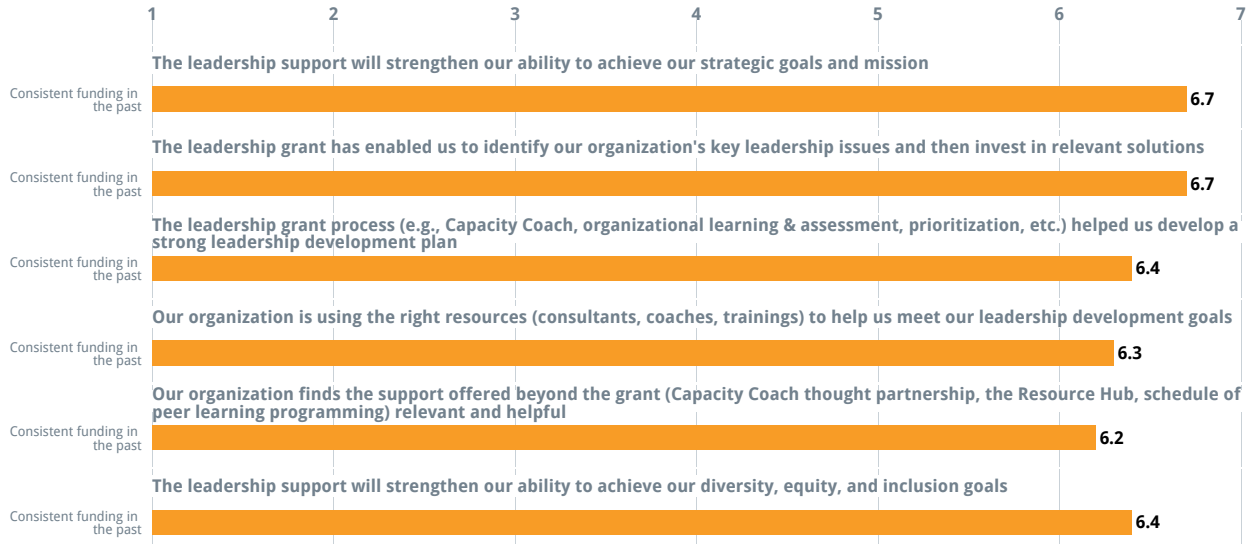 1 2 3 4 5 6 7
The leadership support will strengthen our ability to achieve our strategic goals and mission
Consistent funding in
the past
6.7
The leadership grant has enabled us to identify our organization's key leadership issues and then invest in relevant solutions
Consistent funding in
the past
6.7
The leadership grant process (e.g., Capacity Coach, organizational learning & assessment, prioritization, etc.) helped us develop a
strong leadership development plan
Consistent funding in
the past
6.4
Our organization is using the right resources (consultants, coaches, trainings) to help us meet our leadership development goals
Consistent funding in
the past
6.3
Our organization finds the support offered beyond the grant (Capacity Coach thought partnership, the Resource Hub, schedule of
peer learning programming) relevant and helpful
Consistent funding in
the past
6.2
The leadership support will strengthen our ability to achieve our diversity, equity, and inclusion goals
Consistent funding in
the past
6.4